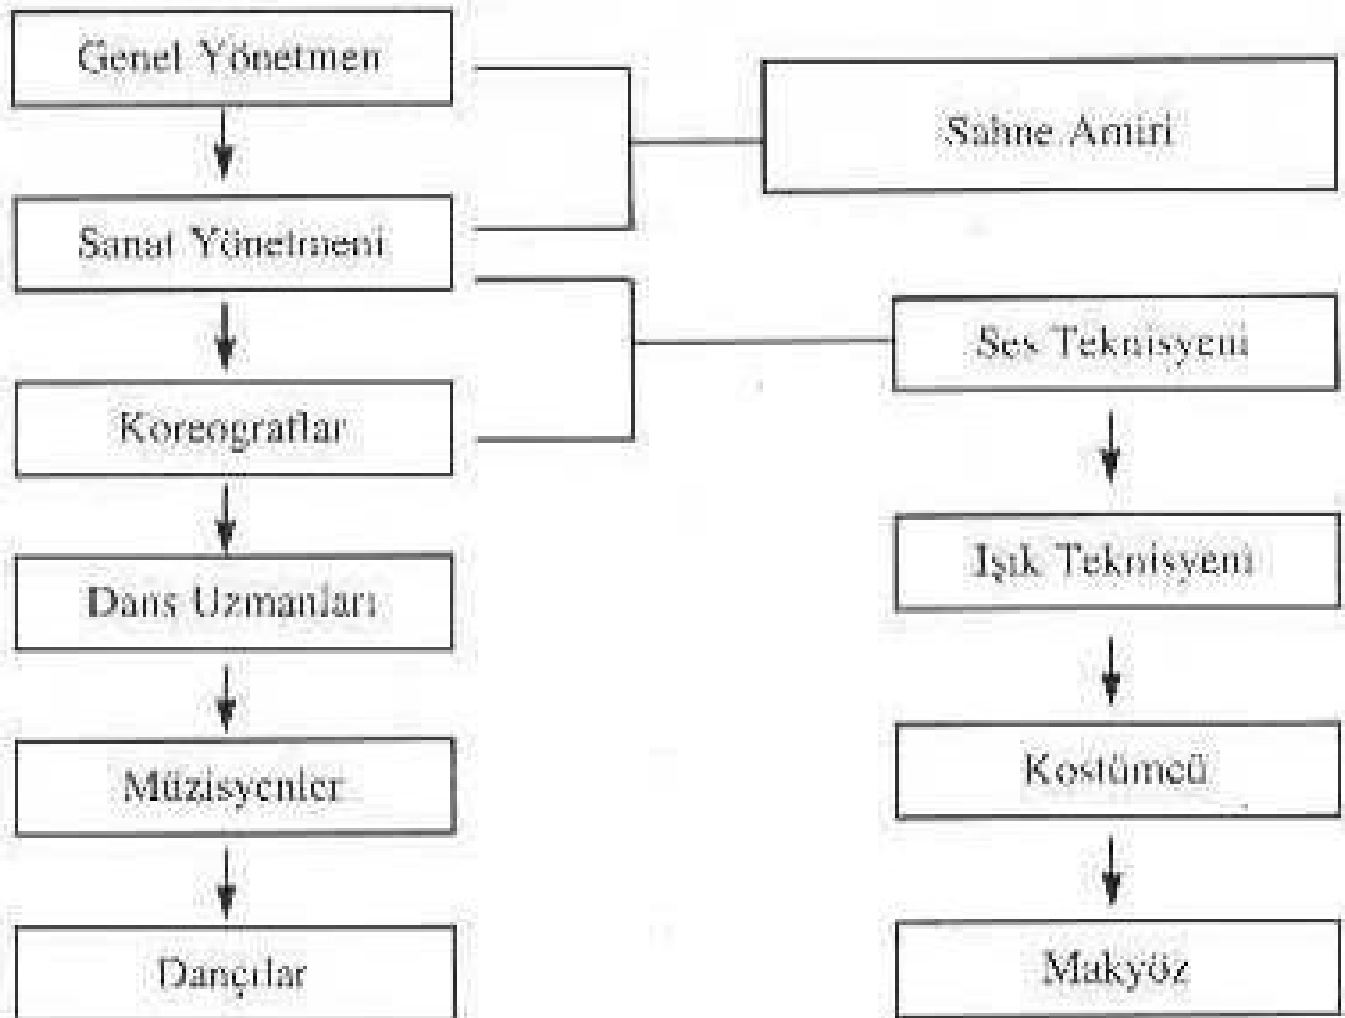 Genel Yönetmen
Sahne Amiri
Sanat Yönetmeni
Ses Teknisyeni
Koreograflar
Işık Teknisyeni
Dans Uzmanları
Kostümcü
Müzisyenler
Dançılar
Makyöz